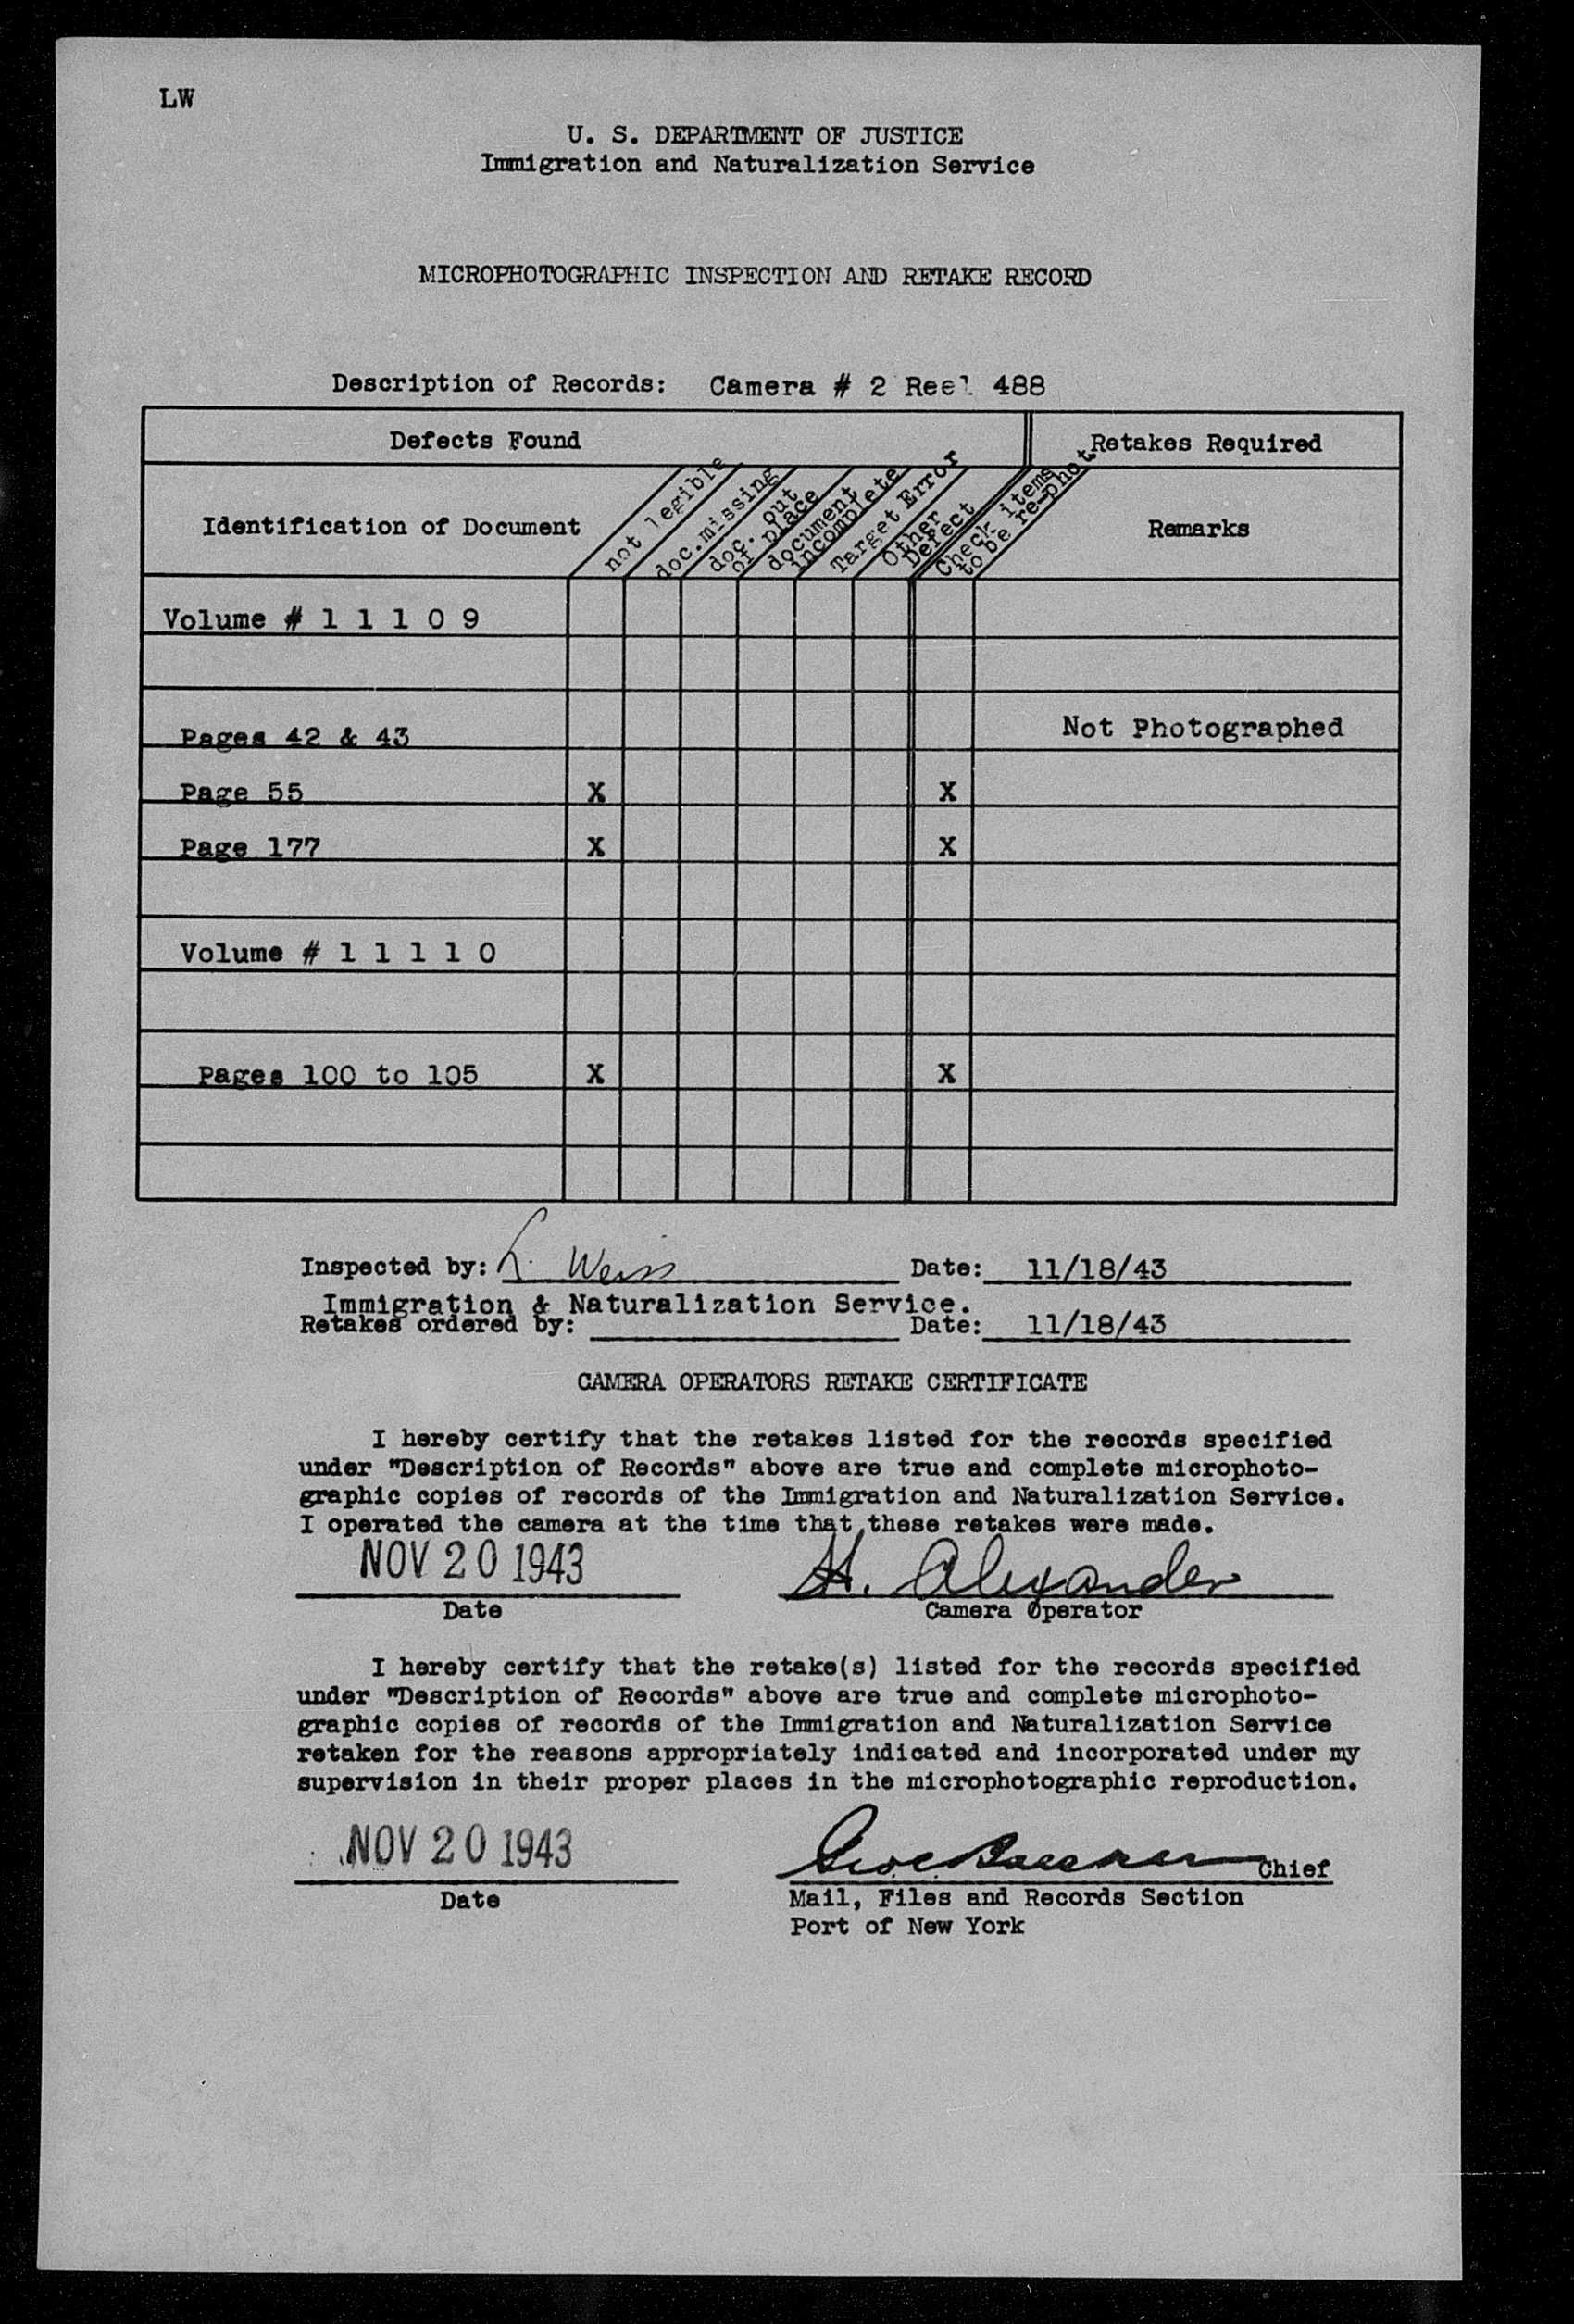 LW
U. S. DEPARTMENT OF JUSTICE
Immigration and Naturalization Service
MICROPHOTOGRAPHIC INSPECTION AND RETAKE RECORD
Description of Records: Camera # 2 Reel 488
Defects Found Retakes Required
Identification of Document not legible doc.missing doc. out of place document incomplete Target Error Other Defect Check items to be re-phot. Remarks
Volume # 1 1 1 0 9
Pages 42 & 43 Not Photographed
Page 55 X X
Page 177 X X
Volume # 1 1 1 1 0
Pages 100 to 105 X X
Inspected by: L. Weiss Date: 11/18/43
Immigration & Naturalization Service.
Retakes ordered by: Date: 11/18/43
CAMERA OPERATORS RETAKE CERTIFICATE
I hereby certify that the retakes listed for the records specified
under "Description of Records" above are true and complete microphoto-
graphic copies of records of the Immigration and Naturalization Service.
I operated the camera at the time that these retakes were made.
NOV 20 1943 H. Alexander
Date Camera Operator
I hereby certify that the retake(s) listed for the records specified
under "Description of Records" above are true and complete microphoto-
graphic copies of records of the Immigration and Naturalization Service
retaken for the reasons appropriately indicated and incorporated under my
supervision in their proper places in the microphotographic reproduction.
NOV 20 1943 Chief
Date Mail, Files and Records Section
Port of New York